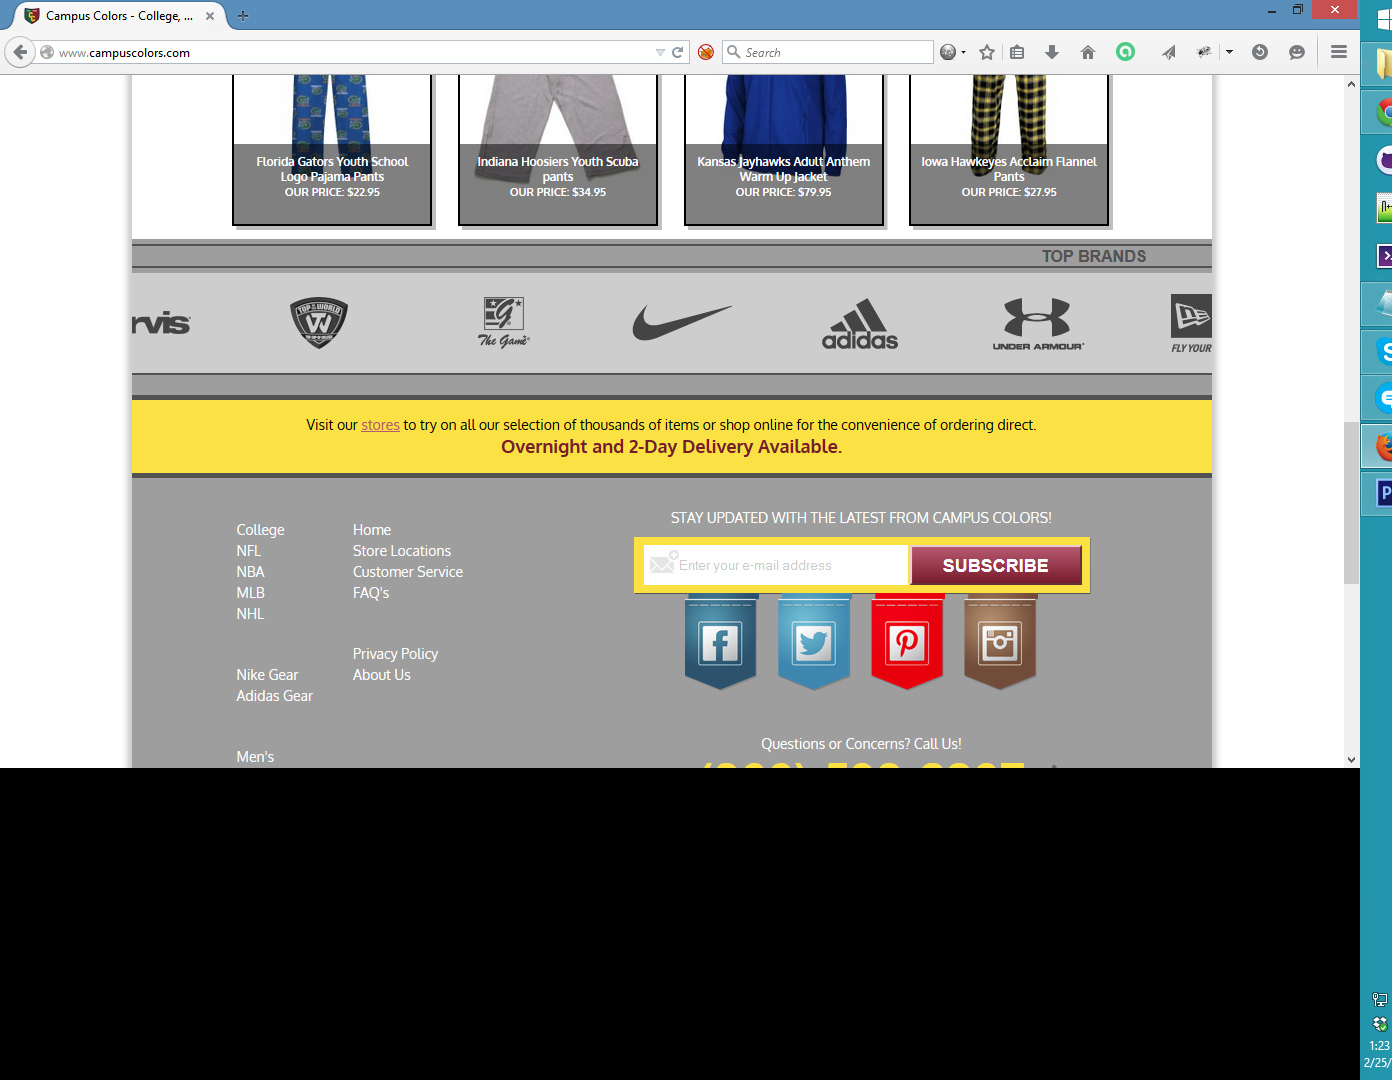 Campus Colors - College, ...
www.campuscolors.com
Search
Florida Gators Youth School
Logo Pajama Pants
OUR PRICE: $22.95
Indiana Hoosiers Youth Scuba
pants
OUR PRICE: $34.95
Kansas Jayhawks Adult Anthem
Warm Up Jacket
OUR PRICE: $79.95
Iowa Hawkeyes Acclaim Flannel
Pants
OUR PRICE: $27.95
TOP BRANDS
rvis
TOP OF THE WORLD
The Game
adidas
UNDER ARMOUR
FLY YOUR
Visit our stores to try on all our selection of thousands of items or shop online for the convenience of ordering direct.
Overnight and 2-Day Delivery Available.
STAY UPDATED WITH THE LATEST FROM CAMPUS COLORS!
Enter your e-mail address
SUBSCRIBE
College
NFL
NBA
MLB
NHL
Nike Gear
Adidas Gear
Men's
Home
Store Locations
Customer Service
FAQ's
Privacy Policy
About Us
Questions or Concerns? Call Us!
1:23
2/25/